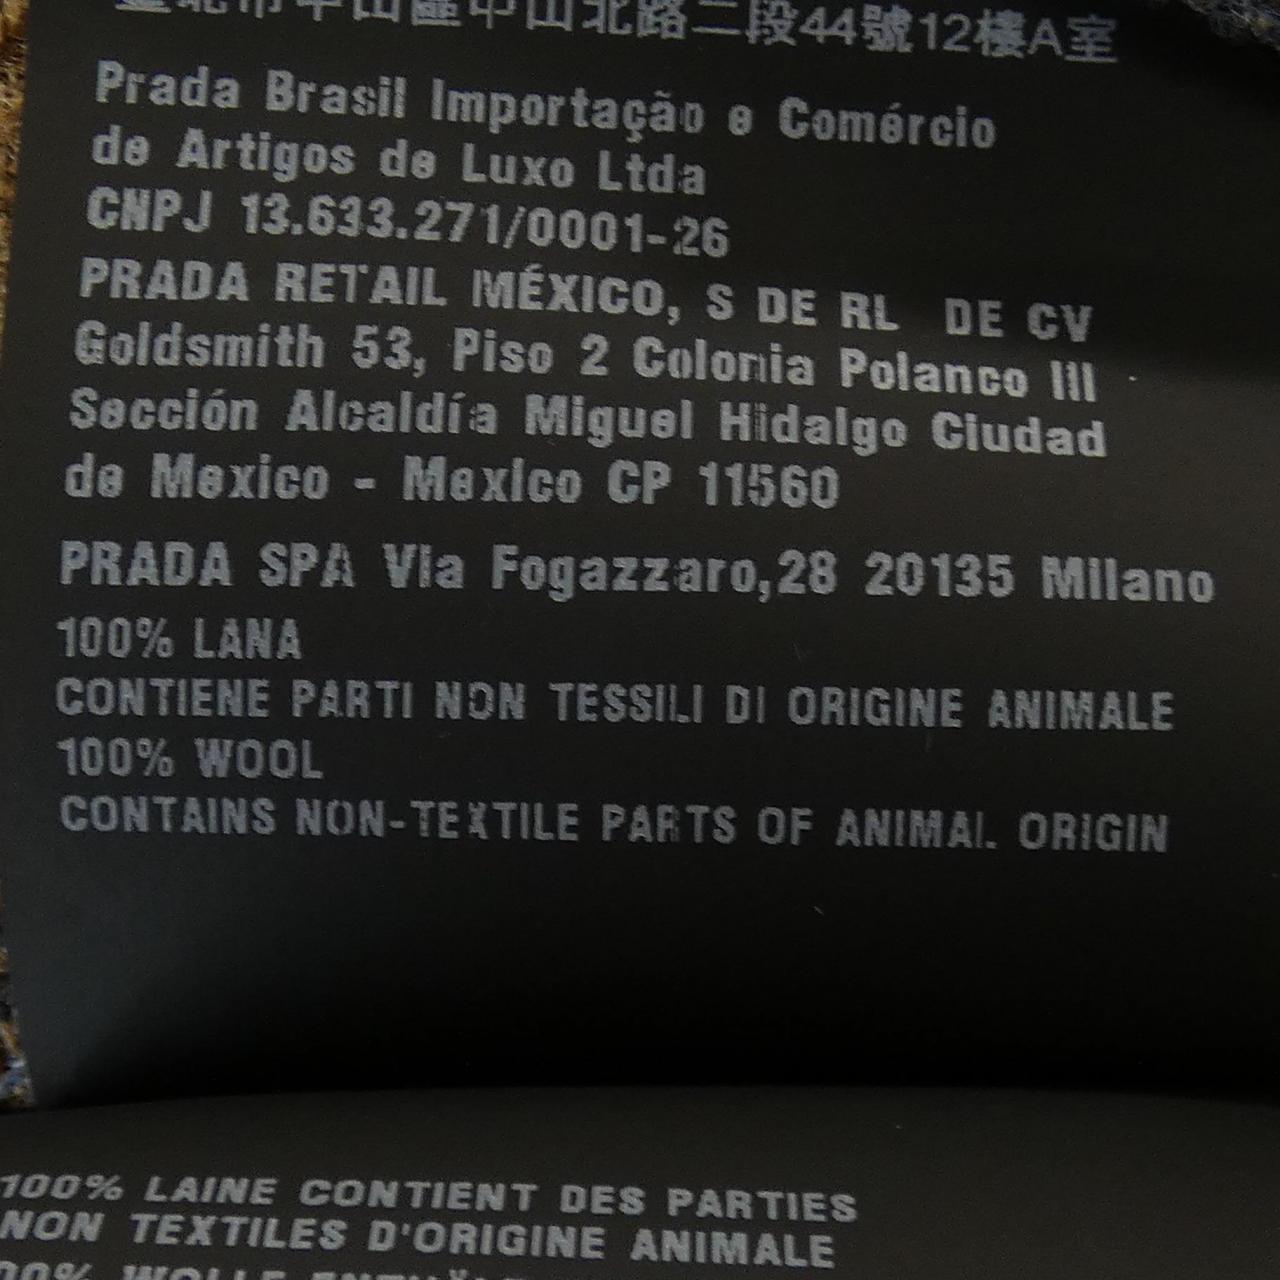 臺北市中山區中山北路二段44號12樓A室
Prada Brasil Importação e Comércio
de Artigos de Luxo Ltda
CNPJ 13.633.271/0001-26
PRADA RETAIL MÉXICO, S DE RL DE CV
Goldsmith 53, Piso 2 Colonia Polanco III
Sección Alcaldía Miguel Hidalgo Ciudad
de Mexico - Mexico CP 11560
PRADA SPA Via Fogazzaro,28 20135 Milano
100% LANA
CONTIENE PARTI NON TESSILI DI ORIGINE ANIMALE
100% WOOL
CONTAINS NON-TEXTILE PARTS OF ANIMAL ORIGIN
100% LAINE CONTIENT DES PARTIES
NON TEXTILES D'ORIGINE ANIMALE